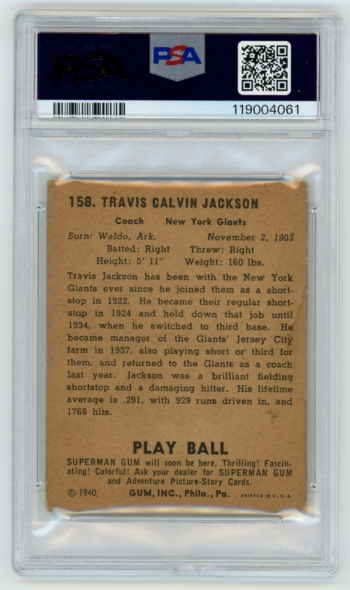 PSA
PSA
119004061
158. TRAVIS CALVIN JACKSON
Coach New York Giants
Born: Waldo, Ark. November 2, 1903
Batted: Right Threw: Right
Height: 5' 11" Weight: 160 lbs.
Travis Jackson has been with the New York
Giants ever since he joined them as a short-
stop in 1922. He became their regular short-
stop in 1924 and held down that job until
1934, when he switched to third base. He
became manager of the Giants' Jersey City
farm in 1937, also playing short or third for
them, and returned to the Giants as a coach
last year. Jackson was a brilliant fielding
shortstop and a damaging hitter. His lifetime
average is .291, with 929 runs driven in, and
1768 hits.
PLAY BALL
SUPERMAN GUM will soon be here. Thrilling! Fascin-
ating! Colorful! Ask your dealer for SUPERMAN GUM
and Adventure Picture-Story Cards.
© 1940, GUM, INC., Phila., Pa. PRINTED IN U. S. A.